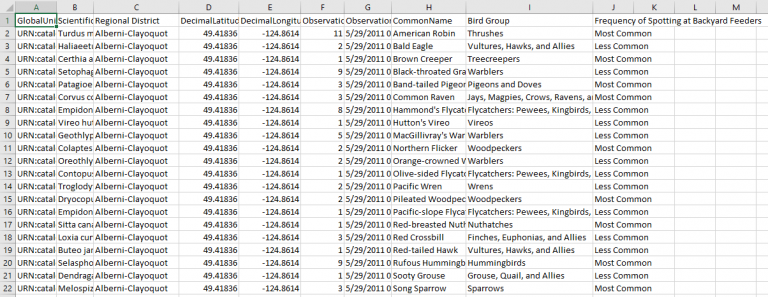 A B C D E F G H I J K L M
1 GlobalUni Scientific Regional District DecimalLatitud DecimalLongitu Observatio Observation CommonName Bird Group Frequency of Spotting at Backyard Feeders
2 URN:catal Turdus m Alberni-Clayoquot 49.41836 -124.8614 11 5/29/2011 0 American Robin Thrushes Most Common
3 URN:catal Haliaeetu Alberni-Clayoquot 49.41836 -124.8614 2 5/29/2011 0 Bald Eagle Vultures, Hawks, and Allies Less Common
4 URN:catal Certhia a Alberni-Clayoquot 49.41836 -124.8614 1 5/29/2011 0 Brown Creeper Treecreepers Less Common
5 URN:catal Setophag Alberni-Clayoquot 49.41836 -124.8614 9 5/29/2011 0 Black-throated Gra Warblers Less Common
6 URN:catal Patagioe Alberni-Clayoquot 49.41836 -124.8614 3 5/29/2011 0 Band-tailed Pigeon Pigeons and Doves Most Common
7 URN:catal Corvus co Alberni-Clayoquot 49.41836 -124.8614 3 5/29/2011 0 Common Raven Jays, Magpies, Crows, Ravens, a Most Common
8 URN:catal Empidon Alberni-Clayoquot 49.41836 -124.8614 8 5/29/2011 0 Hammond's Flycat Flycatchers: Pewees, Kingbirds, Less Common
9 URN:catal Vireo hut Alberni-Clayoquot 49.41836 -124.8614 1 5/29/2011 0 Hutton's Vireo Vireos Less Common
10 URN:catal Geothlyp Alberni-Clayoquot 49.41836 -124.8614 5 5/29/2011 0 MacGillivray's War Warblers Less Common
11 URN:catal Colaptes Alberni-Clayoquot 49.41836 -124.8614 2 5/29/2011 0 Northern Flicker Woodpeckers Most Common
12 URN:catal Oreothly Alberni-Clayoquot 49.41836 -124.8614 2 5/29/2011 0 Orange-crowned W Warblers Less Common
13 URN:catal Contopus Alberni-Clayoquot 49.41836 -124.8614 1 5/29/2011 0 Olive-sided Flycatc Flycatchers: Pewees, Kingbirds, Less Common
14 URN:catal Troglody Alberni-Clayoquot 49.41836 -124.8614 2 5/29/2011 0 Pacific Wren Wrens Less Common
15 URN:catal Dryocopu Alberni-Clayoquot 49.41836 -124.8614 2 5/29/2011 0 Pileated Woodpec Woodpeckers Most Common
16 URN:catal Empidon Alberni-Clayoquot 49.41836 -124.8614 3 5/29/2011 0 Pacific-slope Flyca Flycatchers: Pewees, Kingbirds, Less Common
17 URN:catal Sitta cana Alberni-Clayoquot 49.41836 -124.8614 1 5/29/2011 0 Red-breasted Nuth Nuthatches Most Common
18 URN:catal Loxia cur Alberni-Clayoquot 49.41836 -124.8614 3 5/29/2011 0 Red Crossbill Finches, Euphonias, and Allies Less Common
19 URN:catal Buteo jar Alberni-Clayoquot 49.41836 -124.8614 1 5/29/2011 0 Red-tailed Hawk Vultures, Hawks, and Allies Less Common
20 URN:catal Selaspho Alberni-Clayoquot 49.41836 -124.8614 9 5/29/2011 0 Rufous Hummingb Hummingbirds Most Common
21 URN:catal Dendraga Alberni-Clayoquot 49.41836 -124.8614 1 5/29/2011 0 Sooty Grouse Grouse, Quail, and Allies Less Common
22 URN:catal Melospiz Alberni-Clayoquot 49.41836 -124.8614 3 5/29/2011 0 Song Sparrow Sparrows Most Common